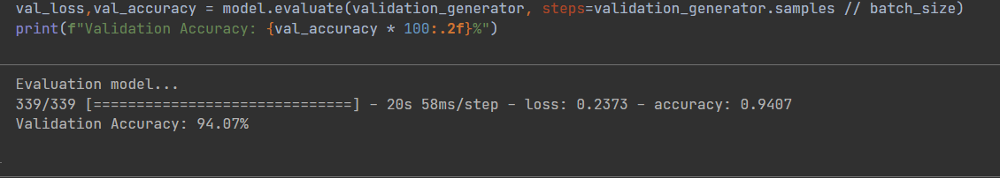 val_loss,val_accuracy = model.evaluate(validation_generator, steps=validation_generator.samples // batch_size)
print(f"Validation Accuracy: {val_accuracy * 100:.2f}%")
Evaluation model...
339/339 [==============================] - 20s 58ms/step - loss: 0.2373 - accuracy: 0.9407
Validation Accuracy: 94.07%